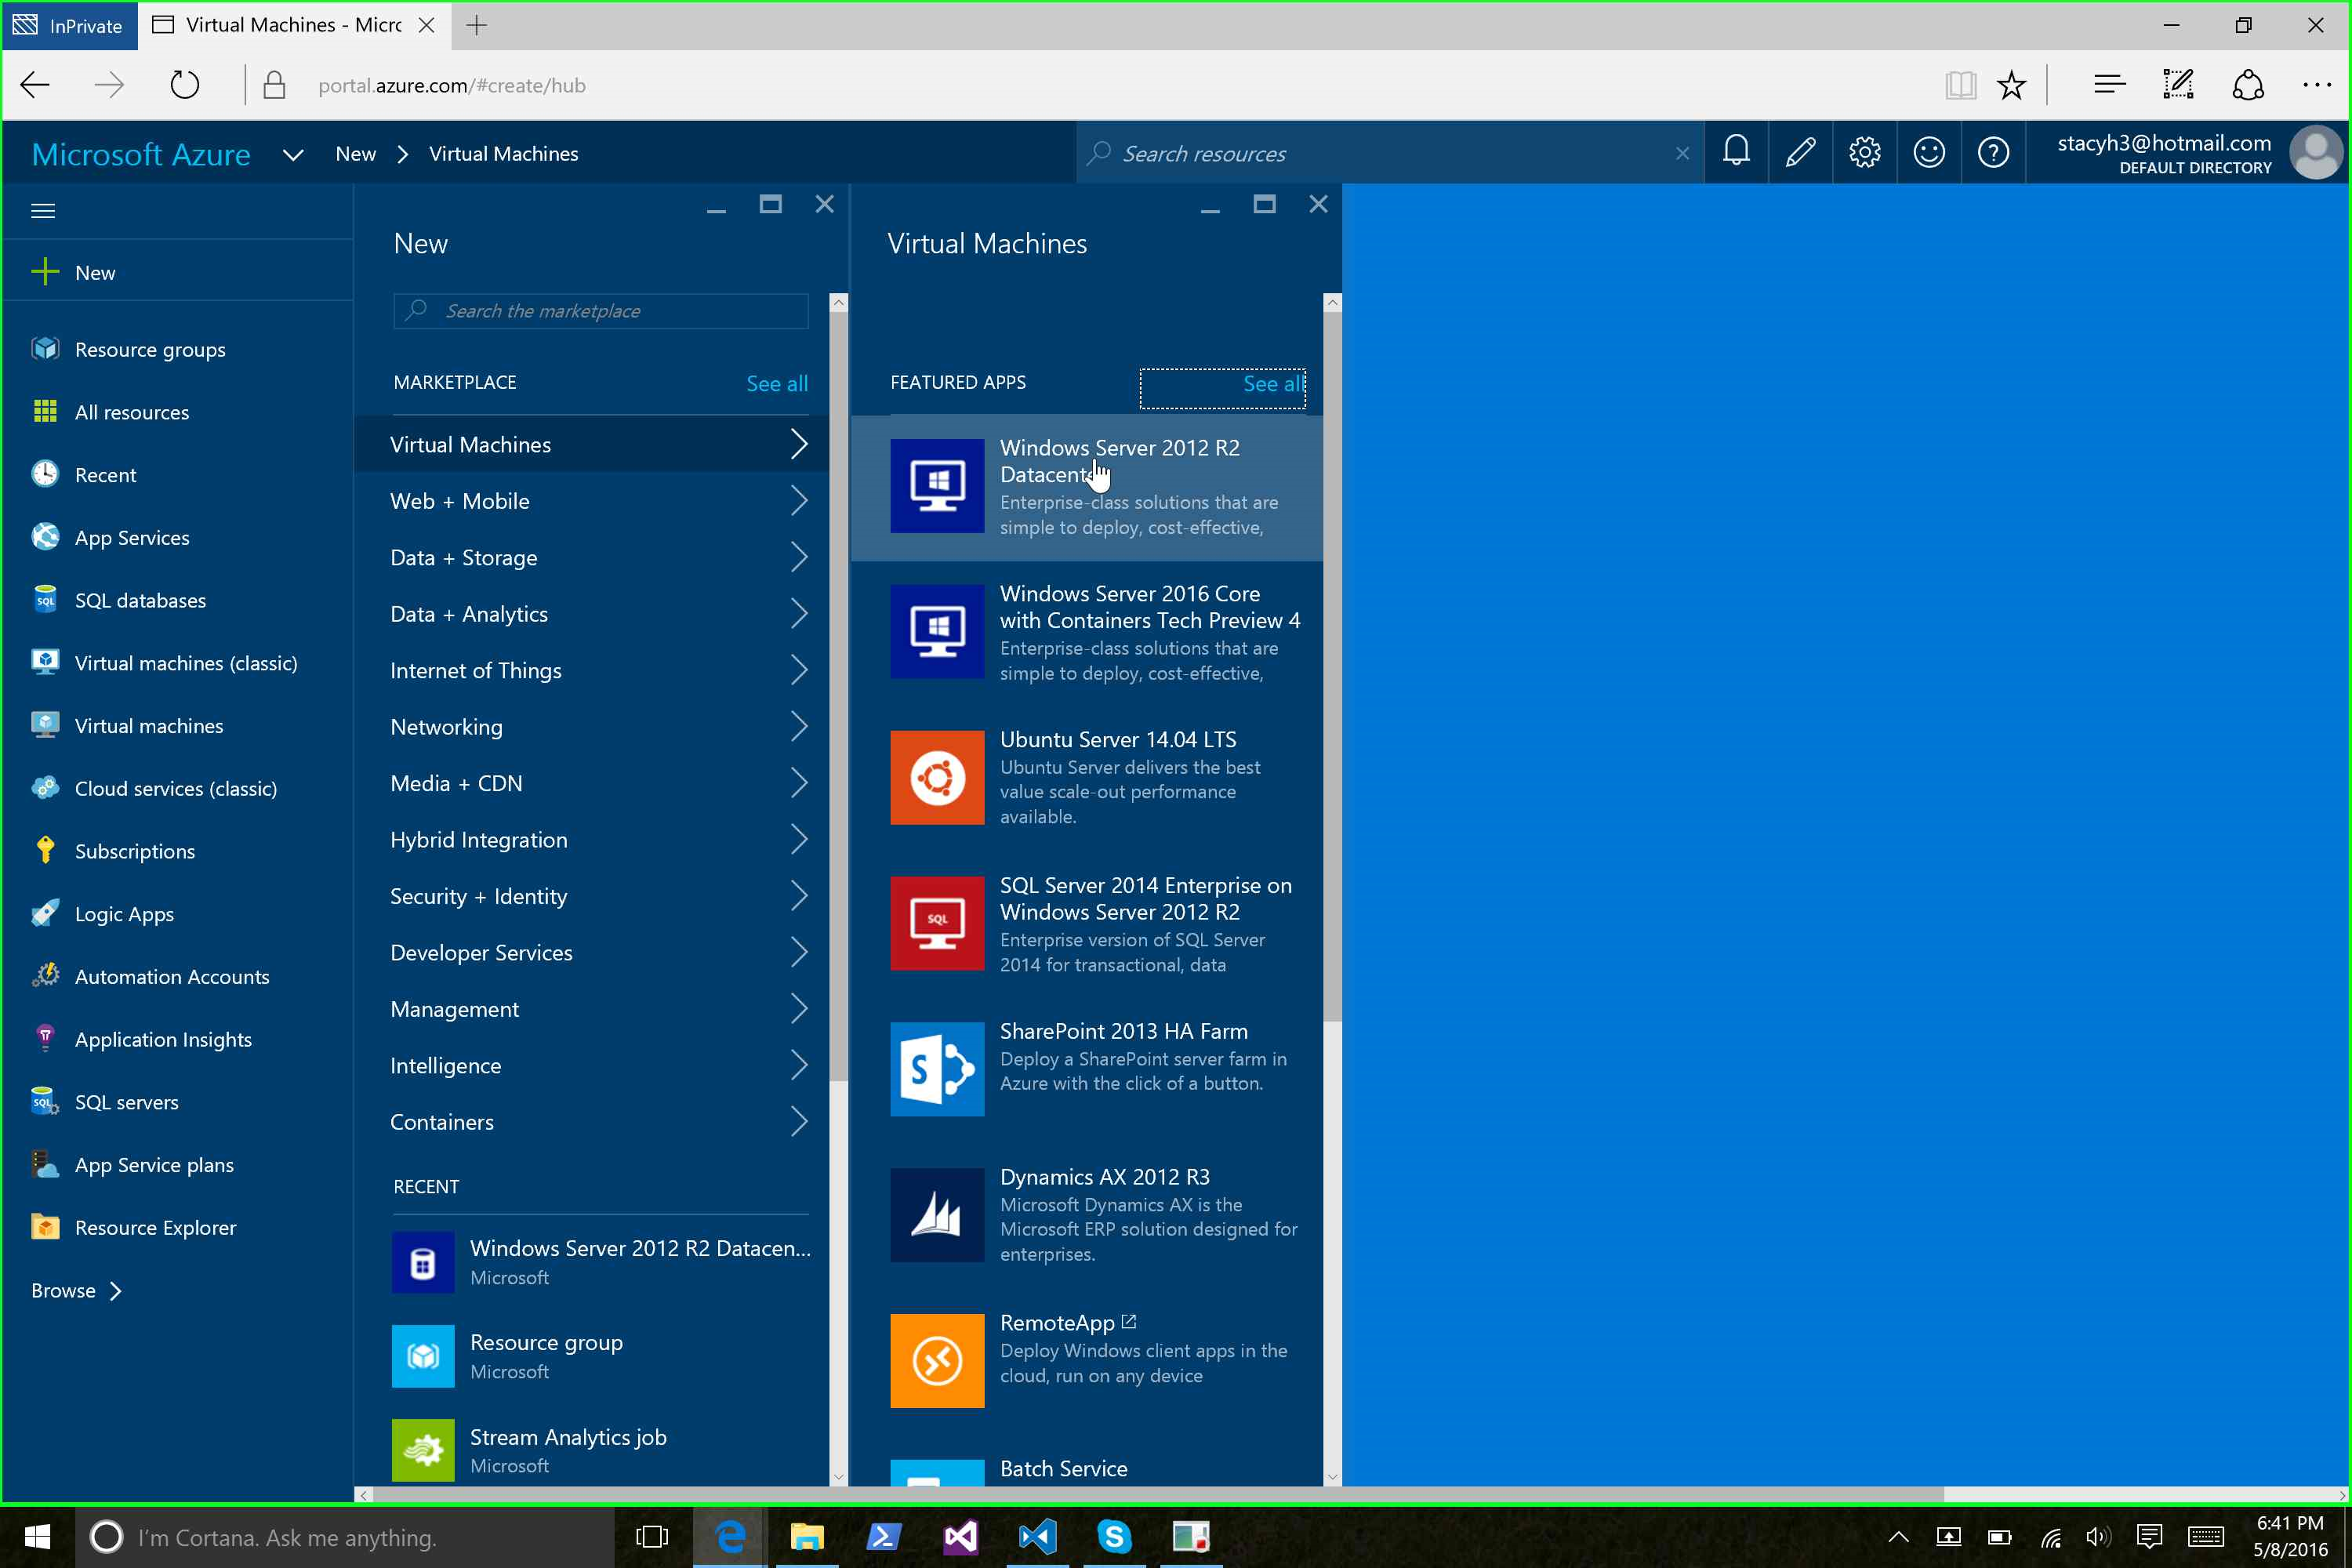 InPrivate
Virtual Machines - Micrc
portal.azure.com/#create/hub
Microsoft Azure
New
Virtual Machines
Search resources
stacyh3@hotmail.com
DEFAULT DIRECTORY
New
Resource groups
All resources
Recent
App Services
SQL databases
Virtual machines (classic)
Virtual machines
Cloud services (classic)
Subscriptions
Logic Apps
Automation Accounts
Application Insights
SQL servers
App Service plans
Resource Explorer
Browse
New
Search the marketplace
MARKETPLACE
See all
Virtual Machines
Web + Mobile
Data + Storage
Data + Analytics
Internet of Things
Networking
Media + CDN
Hybrid Integration
Security + Identity
Developer Services
Management
Intelligence
Containers
RECENT
Windows Server 2012 R2 Datacen...
Microsoft
Resource group
Microsoft
Stream Analytics job
Microsoft
Virtual Machines
FEATURED APPS
See all
Windows Server 2012 R2
Datacenter
Enterprise-class solutions that are
simple to deploy, cost-effective,
Windows Server 2016 Core
with Containers Tech Preview 4
Enterprise-class solutions that are
simple to deploy, cost-effective,
Ubuntu Server 14.04 LTS
Ubuntu Server delivers the best
value scale-out performance
available.
SQL
SQL Server 2014 Enterprise on
Windows Server 2012 R2
Enterprise version of SQL Server
2014 for transactional, data
SharePoint 2013 HA Farm
Deploy a SharePoint server farm in
Azure with the click of a button.
Dynamics AX 2012 R3
Microsoft Dynamics AX is the
Microsoft ERP solution designed for
enterprises.
RemoteApp
Deploy Windows client apps in the
cloud, run on any device
Batch Service
I'm Cortana. Ask me anything.
6:41 PM
5/8/2016